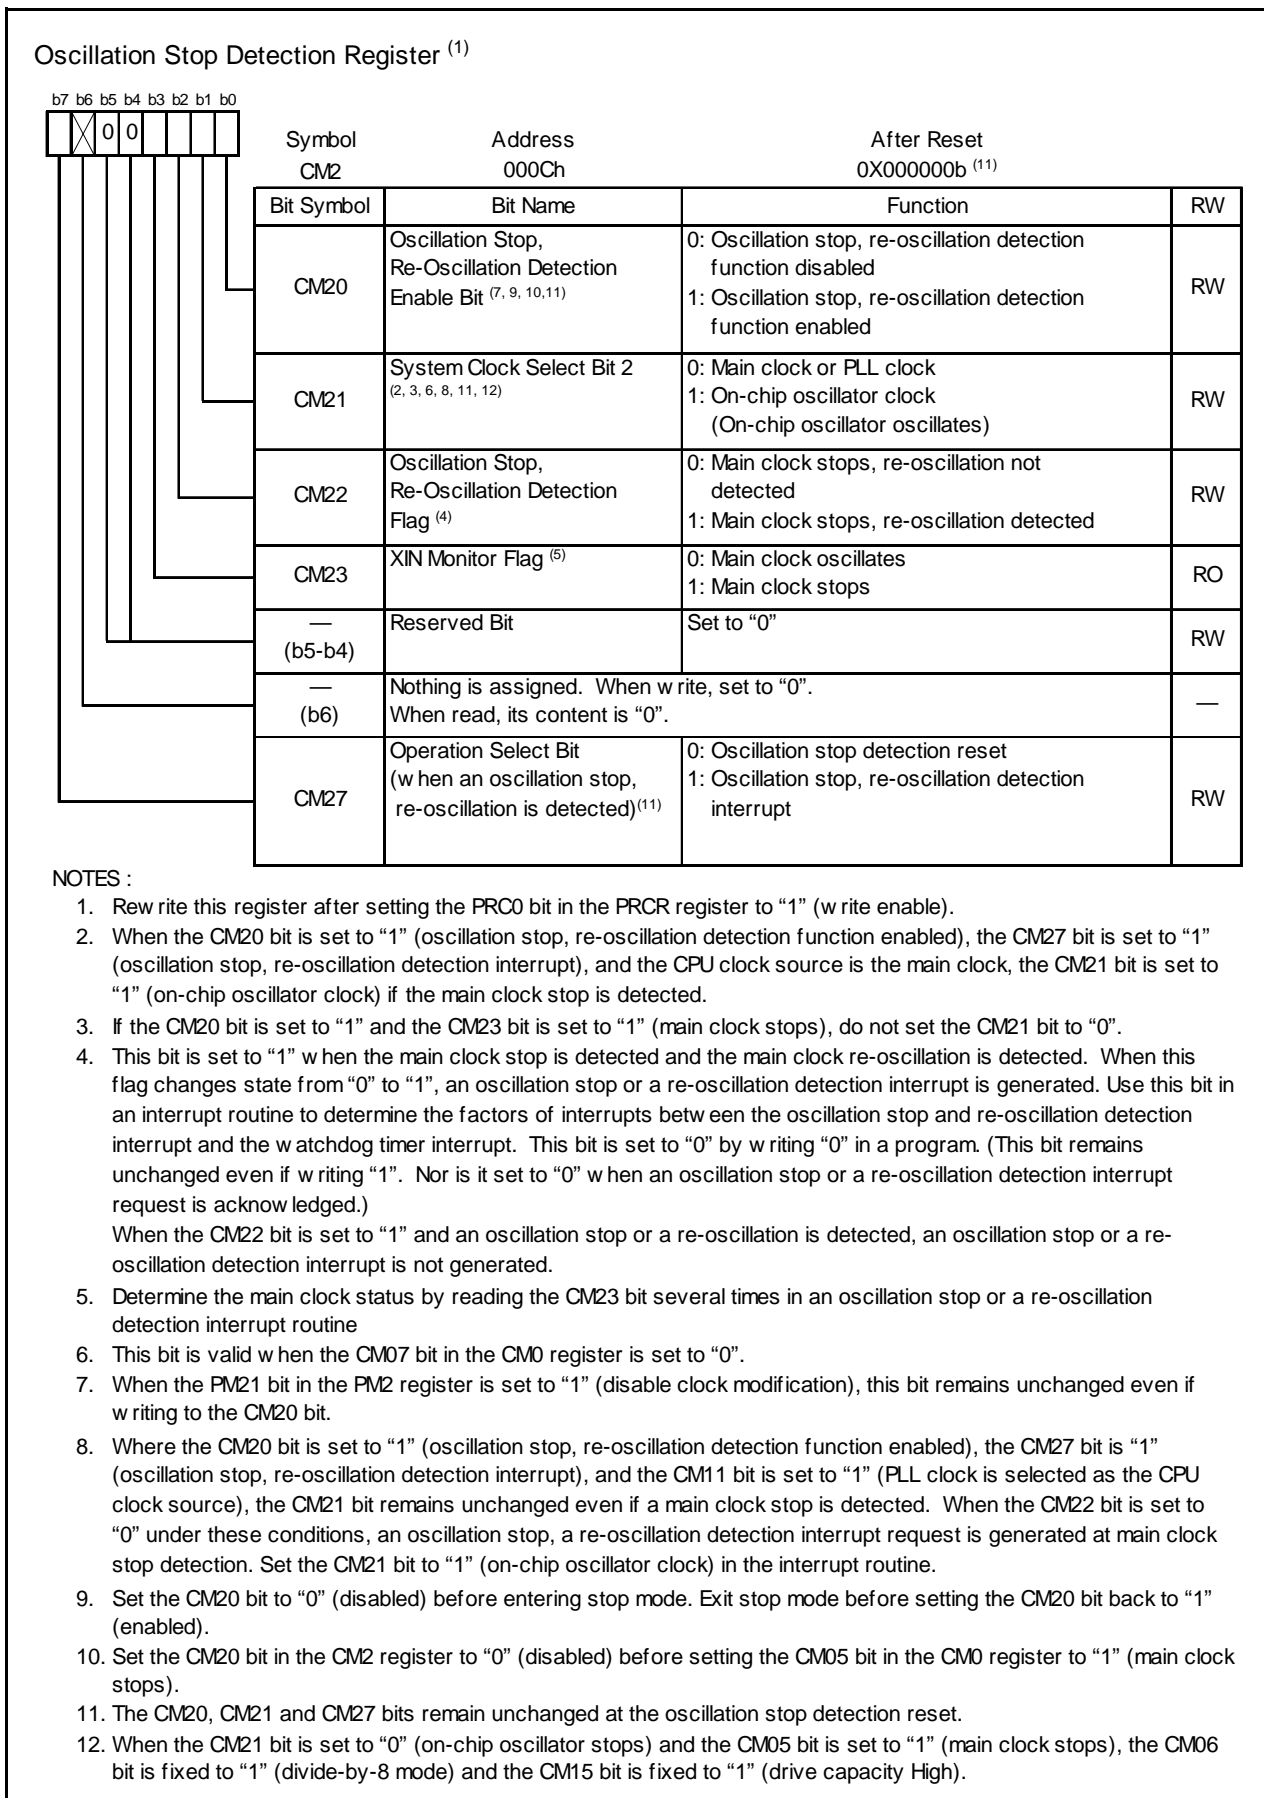 Oscillation Stop Detection Register (1)
b7 b6 b5 b4 b3 b2 b1 b0
0 0
Symbol Address After Reset
CM2 000Ch 0X000000b (11)
Bit Symbol Bit Name Function RW
CM20 Oscillation Stop, 0: Oscillation stop, re-oscillation detection RW
Re-Oscillation Detection function disabled
Enable Bit (7, 9, 10,11) 1: Oscillation stop, re-oscillation detection
function enabled
CM21 System Clock Select Bit 2 0: Main clock or PLL clock RW
(2, 3, 6, 8, 11, 12) 1: On-chip oscillator clock
(On-chip oscillator oscillates)
CM22 Oscillation Stop, 0: Main clock stops, re-oscillation not RW
Re-Oscillation Detection detected
Flag (4) 1: Main clock stops, re-oscillation detected
CM23 XIN Monitor Flag (5) 0: Main clock oscillates RO
1: Main clock stops
— Reserved Bit Set to “0” RW
(b5-b4)
— Nothing is assigned. When write, set to “0”. —
(b6) When read, its content is “0”.
CM27 Operation Select Bit 0: Oscillation stop detection reset RW
(when an oscillation stop, 1: Oscillation stop, re-oscillation detection
re-oscillation is detected)(11) interrupt
NOTES :
1. Rewrite this register after setting the PRC0 bit in the PRCR register to “1” (write enable).
2. When the CM20 bit is set to “1” (oscillation stop, re-oscillation detection function enabled), the CM27 bit is set to “1”
(oscillation stop, re-oscillation detection interrupt), and the CPU clock source is the main clock, the CM21 bit is set to
“1” (on-chip oscillator clock) if the main clock stop is detected.
3. If the CM20 bit is set to “1” and the CM23 bit is set to “1” (main clock stops), do not set the CM21 bit to “0”.
4. This bit is set to “1” when the main clock stop is detected and the main clock re-oscillation is detected. When this
flag changes state from “0” to “1”, an oscillation stop or a re-oscillation detection interrupt is generated. Use this bit in
an interrupt routine to determine the factors of interrupts between the oscillation stop and re-oscillation detection
interrupt and the watchdog timer interrupt. This bit is set to “0” by writing “0” in a program. (This bit remains
unchanged even if writing “1”. Nor is it set to “0” when an oscillation stop or a re-oscillation detection interrupt
request is acknowledged.)
When the CM22 bit is set to “1” and an oscillation stop or a re-oscillation is detected, an oscillation stop or a re-
oscillation detection interrupt is not generated.
5. Determine the main clock status by reading the CM23 bit several times in an oscillation stop or a re-oscillation
detection interrupt routine
6. This bit is valid when the CM07 bit in the CM0 register is set to “0”.
7. When the PM21 bit in the PM2 register is set to “1” (disable clock modification), this bit remains unchanged even if
writing to the CM20 bit.
8. Where the CM20 bit is set to “1” (oscillation stop, re-oscillation detection function enabled), the CM27 bit is “1”
(oscillation stop, re-oscillation detection interrupt), and the CM11 bit is set to “1” (PLL clock is selected as the CPU
clock source), the CM21 bit remains unchanged even if a main clock stop is detected. When the CM22 bit is set to
“0” under these conditions, an oscillation stop, a re-oscillation detection interrupt request is generated at main clock
stop detection. Set the CM21 bit to “1” (on-chip oscillator clock) in the interrupt routine.
9. Set the CM20 bit to “0” (disabled) before entering stop mode. Exit stop mode before setting the CM20 bit back to “1”
(enabled).
10. Set the CM20 bit in the CM2 register to “0” (disabled) before setting the CM05 bit in the CM0 register to “1” (main clock
stops).
11. The CM20, CM21 and CM27 bits remain unchanged at the oscillation stop detection reset.
12. When the CM21 bit is set to “0” (on-chip oscillator stops) and the CM05 bit is set to “1” (main clock stops), the CM06
bit is fixed to “1” (divide-by-8 mode) and the CM15 bit is fixed to “1” (drive capacity High).